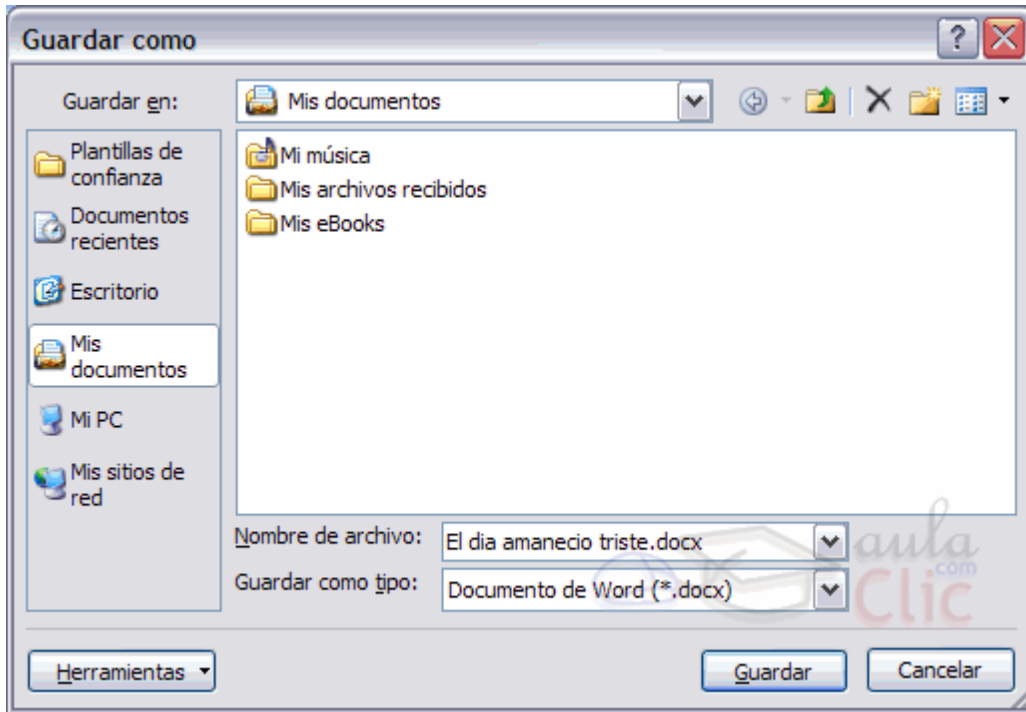 Guardar como
Guardar en:
Mis documentos
Plantillas de
confianza
Documentos
recientes
Escritorio
Mis
documentos
Mi PC
Mis sitios de
red
Mi música
Mis archivos recibidos
Mis eBooks
Nombre de archivo:
El dia amanecio triste.docx
Guardar como tipo:
Documento de Word (*.docx)
aula
.com
Clic
Herramientas
Guardar
Cancelar